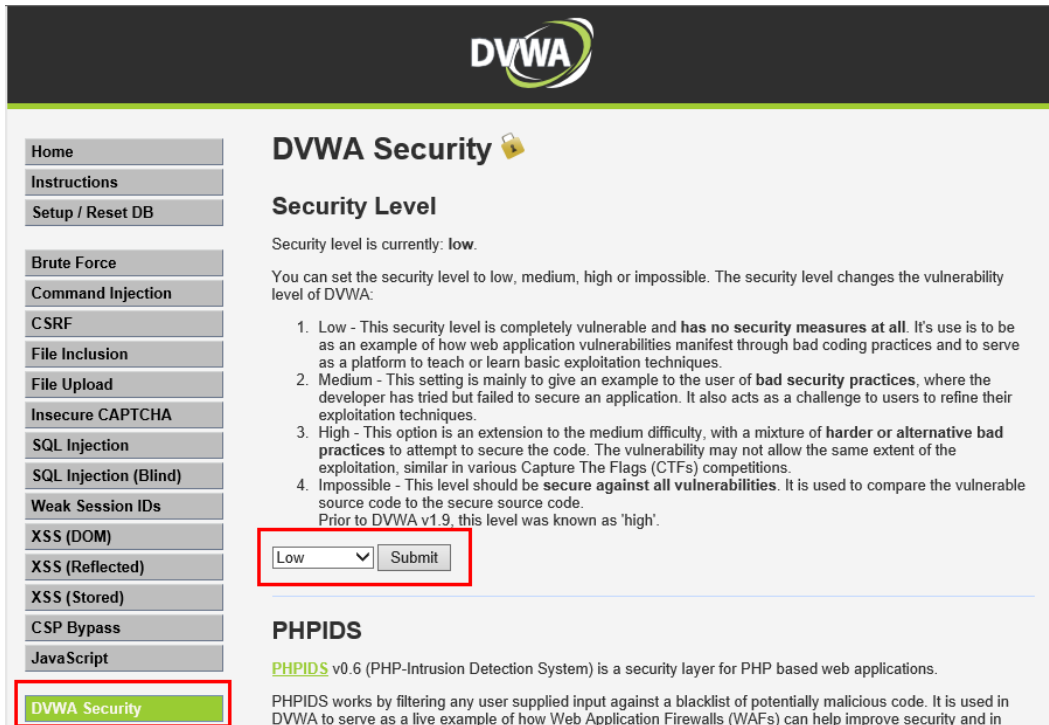 DVWA
Home
Instructions
Setup / Reset DB
Brute Force
Command Injection
CSRF
File Inclusion
File Upload
Insecure CAPTCHA
SQL Injection
SQL Injection (Blind)
Weak Session IDs
XSS (DOM)
XSS (Reflected)
XSS (Stored)
CSP Bypass
JavaScript
DVWA Security
DVWA Security
Security Level
Security level is currently: low.
You can set the security level to low, medium, high or impossible. The security level changes the vulnerability
level of DVWA:
1. Low - This security level is completely vulnerable and has no security measures at all. It's use is to be
as an example of how web application vulnerabilities manifest through bad coding practices and to serve
as a platform to teach or learn basic exploitation techniques.
2. Medium - This setting is mainly to give an example to the user of bad security practices, where the
developer has tried but failed to secure an application. It also acts as a challenge to users to refine their
exploitation techniques.
3. High - This option is an extension to the medium difficulty, with a mixture of harder or alternative bad
practices to attempt to secure the code. The vulnerability may not allow the same extent of the
exploitation, similar in various Capture The Flags (CTFs) competitions.
4. Impossible - This level should be secure against all vulnerabilities. It is used to compare the vulnerable
source code to the secure source code.
Prior to DVWA v1.9, this level was known as 'high'.
Low Submit
PHPIDS
PHPIDS v0.6 (PHP-Intrusion Detection System) is a security layer for PHP based web applications.
PHPIDS works by filtering any user supplied input against a blacklist of potentially malicious code. It is used in
DVWA to serve as a live example of how Web Application Firewalls (WAFs) can help improve security and in